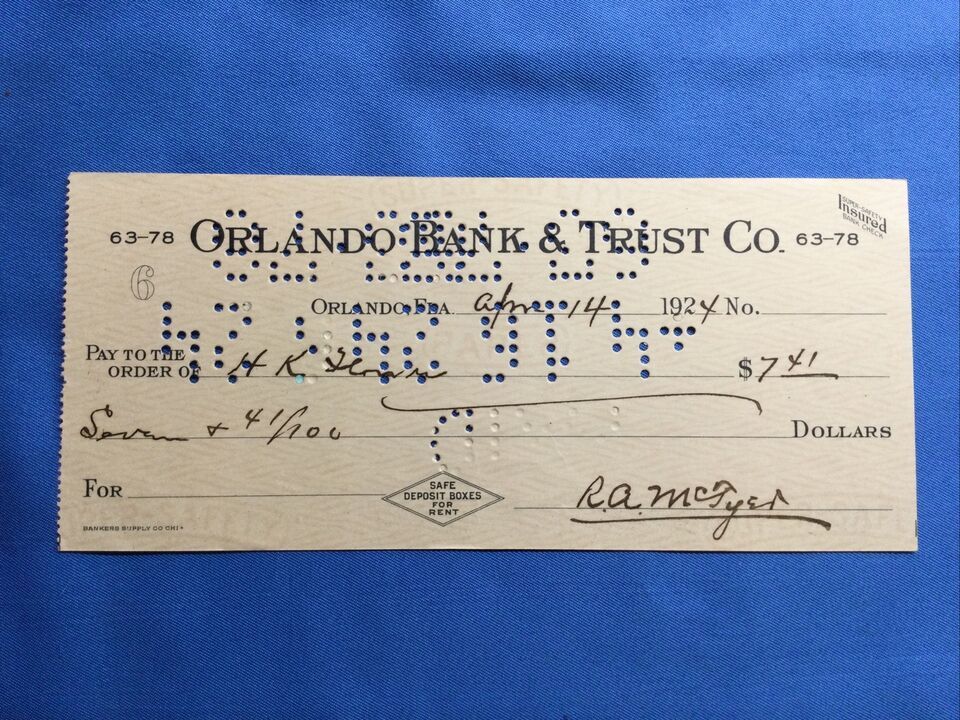 SUPER-SAFETY
Insured
BANK CHECK
63-78 ORLANDO BANK & TRUST CO. 63-78
6
ORLANDO, FLA. Apr 14 1924 No.
PAY TO THE
ORDER OF H K $7 41
Seven & 41/100 DOLLARS
FOR
SAFE
DEPOSIT BOXES
FOR
RENT
R.A. McTyer
BANKERS SUPPLY CO CHI